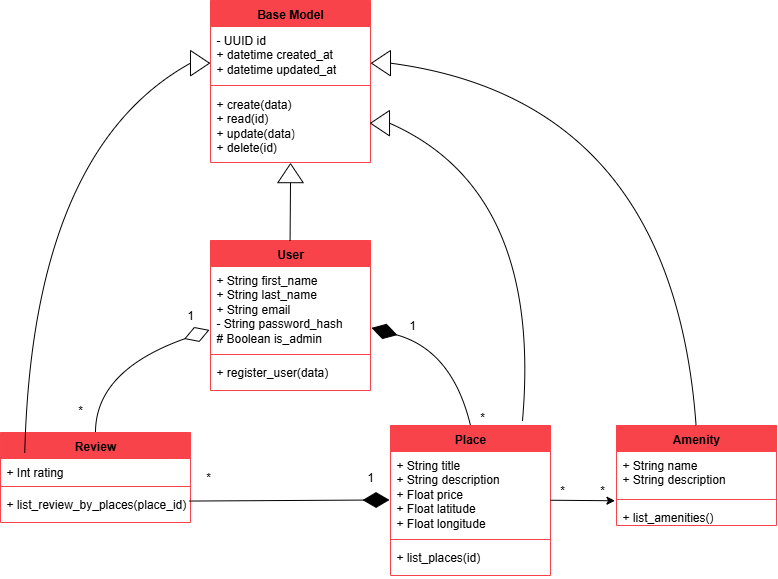 Base Model
- UUID id
+ datetime created_at
+ datetime updated_at
+ create(data)
+ read(id)
+ update(data)
+ delete(id)
User
+ String first_name
+ String last_name
+ String email
- String password_hash
# Boolean is_admin
+ register_user(data)
1
1
*
*
Review
+ Int rating
+ list_review_by_places(place_id)
*
1
Place
+ String title
+ String description
+ Float price
+ Float latitude
+ Float longitude
+ list_places(id)
*
*
Amenity
+ String name
+ String description
+ list_amenities()